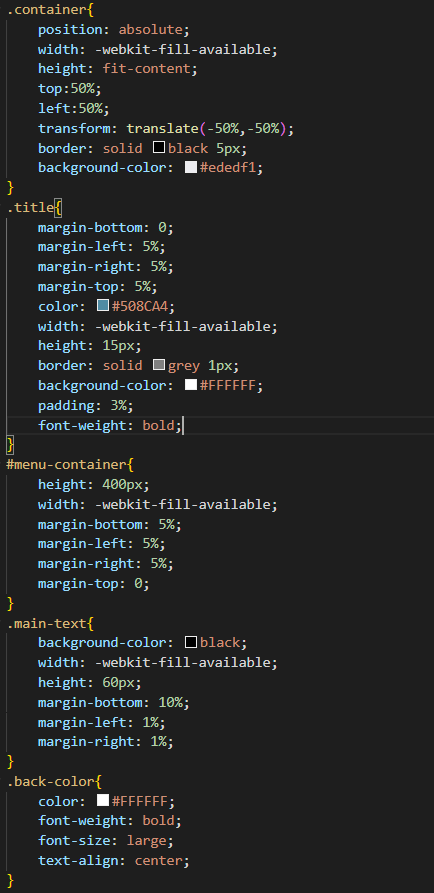 .container{
position: absolute;
width: -webkit-fill-available;
height: fit-content;
top:50%;
left:50%;
transform: translate(-50%,-50%);
border: solid black 5px;
background-color: #ededf1;
}
.title{
margin-bottom: 0;
margin-left: 5%;
margin-right: 5%;
margin-top: 5%;
color: #508CA4;
width: -webkit-fill-available;
height: 15px;
border: solid grey 1px;
background-color: #FFFFFF;
padding: 3%;
font-weight: bold;
}
#menu-container{
height: 400px;
width: -webkit-fill-available;
margin-bottom: 5%;
margin-left: 5%;
margin-right: 5%;
margin-top: 0;
}
.main-text{
background-color: black;
width: -webkit-fill-available;
height: 60px;
margin-bottom: 10%;
margin-left: 1%;
margin-right: 1%;
}
.back-color{
color: #FFFFFF;
font-weight: bold;
font-size: large;
text-align: center;
}